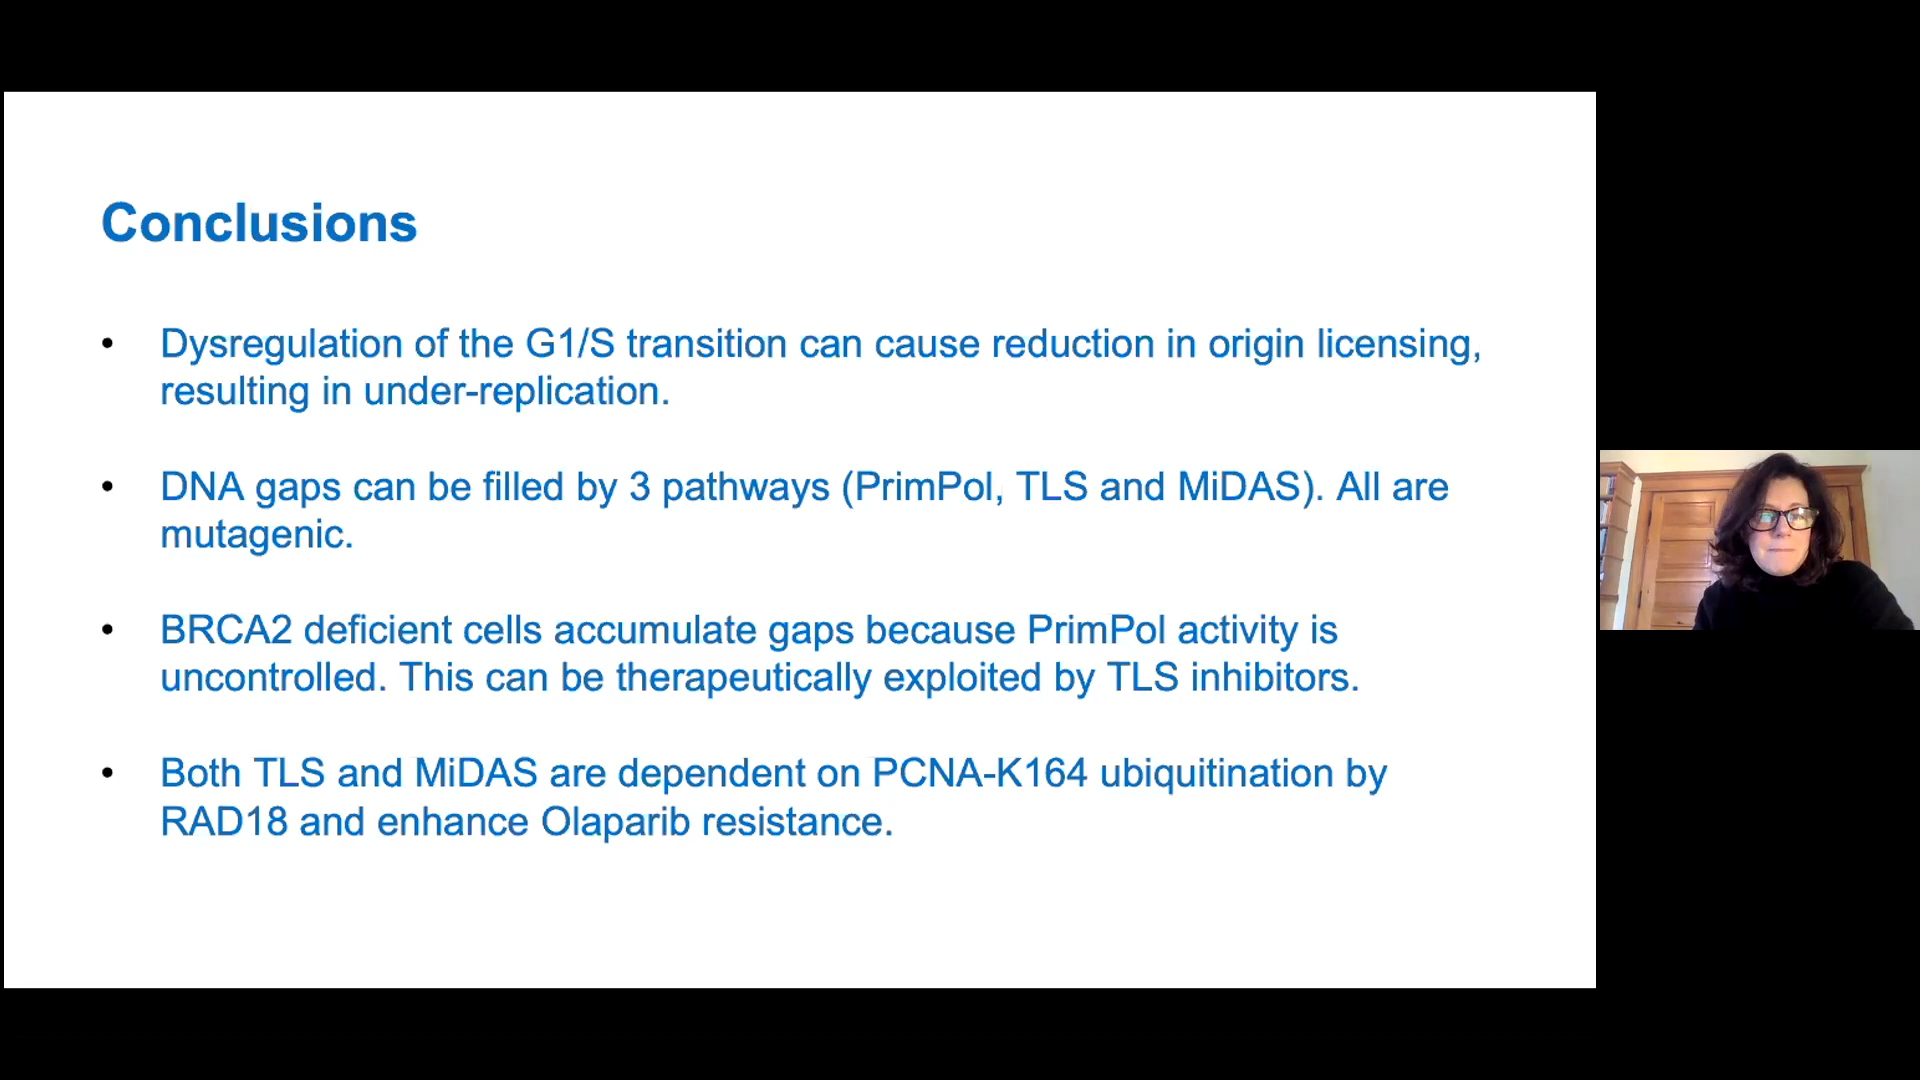 Conclusions
• Dysregulation of the G1/S transition can cause reduction in origin licensing,
resulting in under-replication.
• DNA gaps can be filled by 3 pathways (PrimPol, TLS and MiDAS). All are
mutagenic.
• BRCA2 deficient cells accumulate gaps because PrimPol activity is
uncontrolled. This can be therapeutically exploited by TLS inhibitors.
• Both TLS and MiDAS are dependent on PCNA-K164 ubiquitination by
RAD18 and enhance Olaparib resistance.